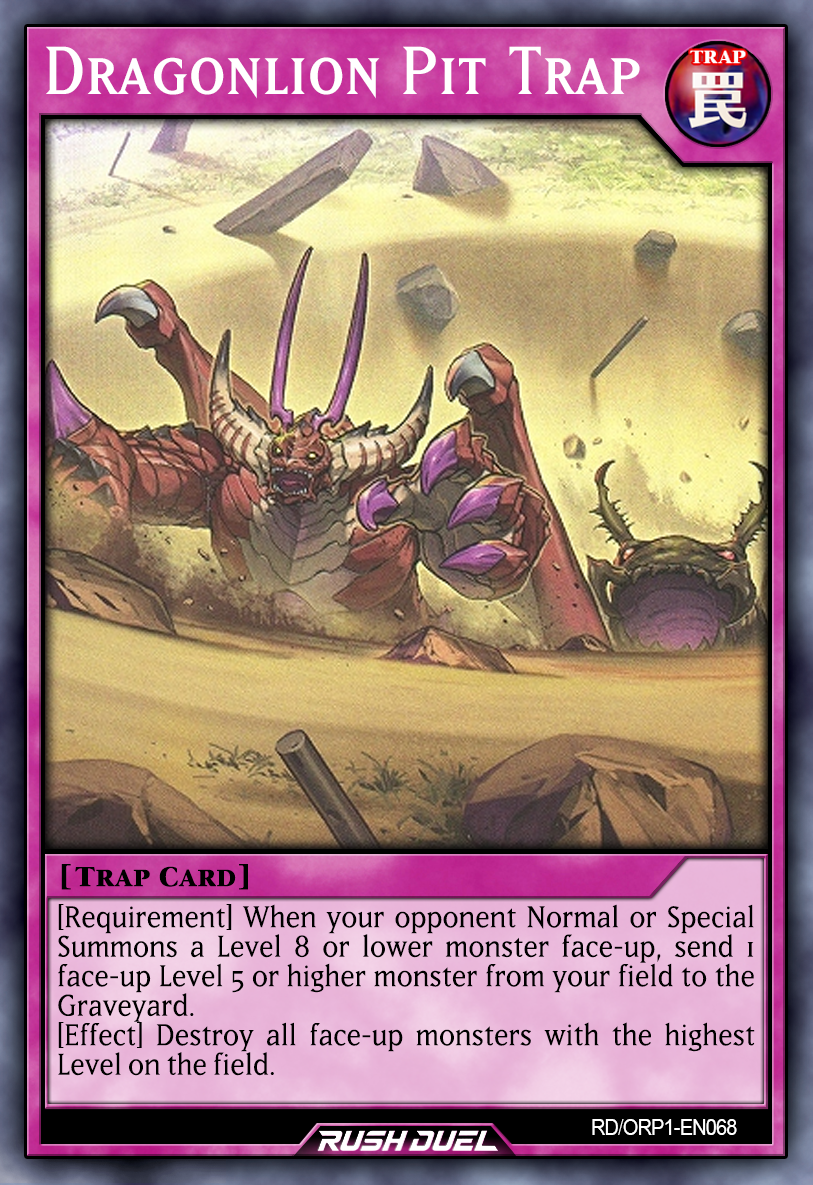 Dragonlion Pit Trap
TRAP
罠
[Trap Card]
[Requirement] When your opponent Normal or Special
Summons a Level 8 or lower monster face-up, send 1
face-up Level 5 or higher monster from your field to the
Graveyard.
[Effect] Destroy all face-up monsters with the highest
Level on the field.
RUSH DUEL
RD/ORP1-EN068